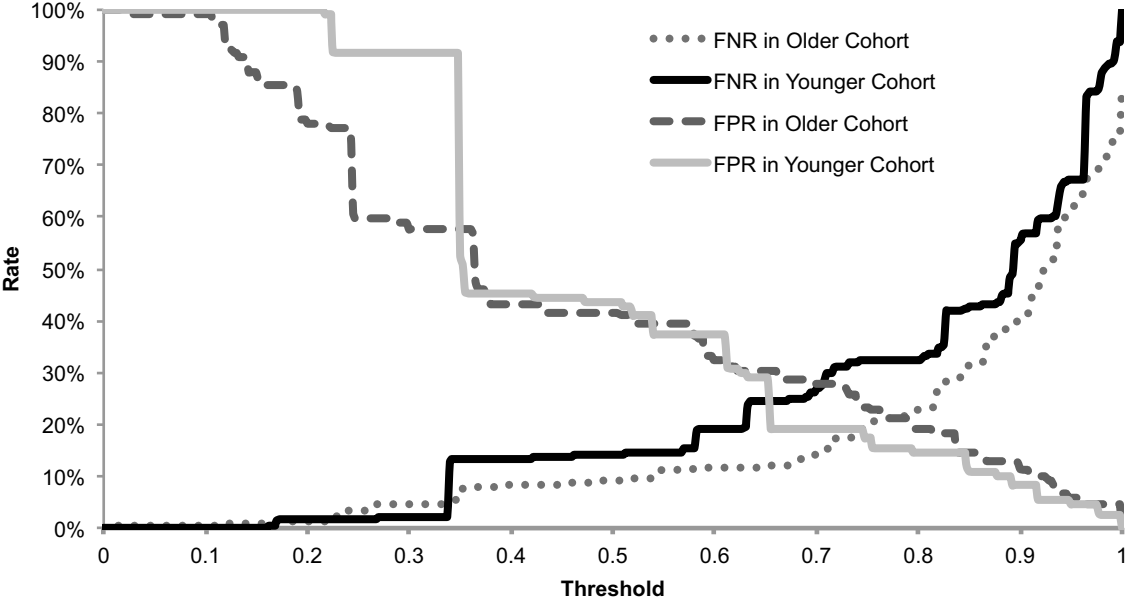 100%
90%
80%
70%
60%
50%
40%
30%
20%
10%
0%
Rate
FNR in Older Cohort
FNR in Younger Cohort
FPR in Older Cohort
FPR in Younger Cohort
0 0.1 0.2 0.3 0.4 0.5 0.6 0.7 0.8 0.9 1
Threshold